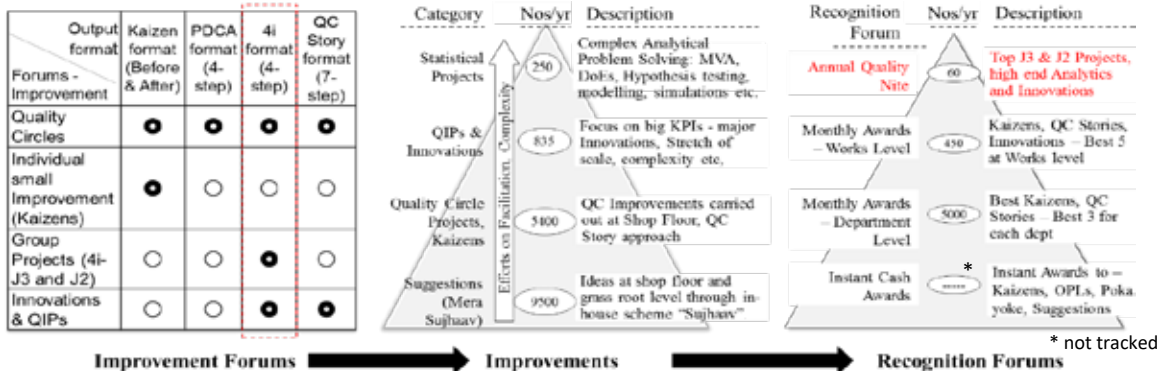 Output format
Forums - Improvement
Kaizen format (Before & After)
PDCA format (4-step)
4i format (4-step)
QC Story format (7-step)
Quality Circles
Individual small Improvement (Kaizens)
Group Projects (4i- J3 and J2)
Innovations & QIPs
Improvement Forums
Category
Nos/yr
Description
Efforts on Facilitation, Complexity
Statistical Projects
250
Complex Analytical
Problem Solving: MVA,
DoEs, Hypothesis testing,
modelling, simulations etc.
QIPs & Innovations
835
Focus on big KPIs - major
Innovations, Stretch of
scale, complexity etc,
Quality Circle Projects, Kaizens
5400
QC Improvements carried
out at Shop Floor, QC
Story approach
Suggestions (Mera Sujhaav)
9500
Ideas at shop floor and
grass root level through in-
house scheme "Sujhaav"
Improvements
Recognition Forum
Nos/yr
Description
Annual Quality Nite
60
Top J3 & J2 Projects,
high end Analytics
and Innovations
Monthly Awards – Works Level
450
Kaizens, QC Stories,
Innovations – Best 5
at Works level
Monthly Awards – Department Level
5000
Best Kaizens, QC
Stories – Best 3 for
each dept
Instant Cash Awards
*
-----
Instant Awards to –
Kaizens, OPLs, Poka
yoke, Suggestions
* not tracked
Recognition Forums